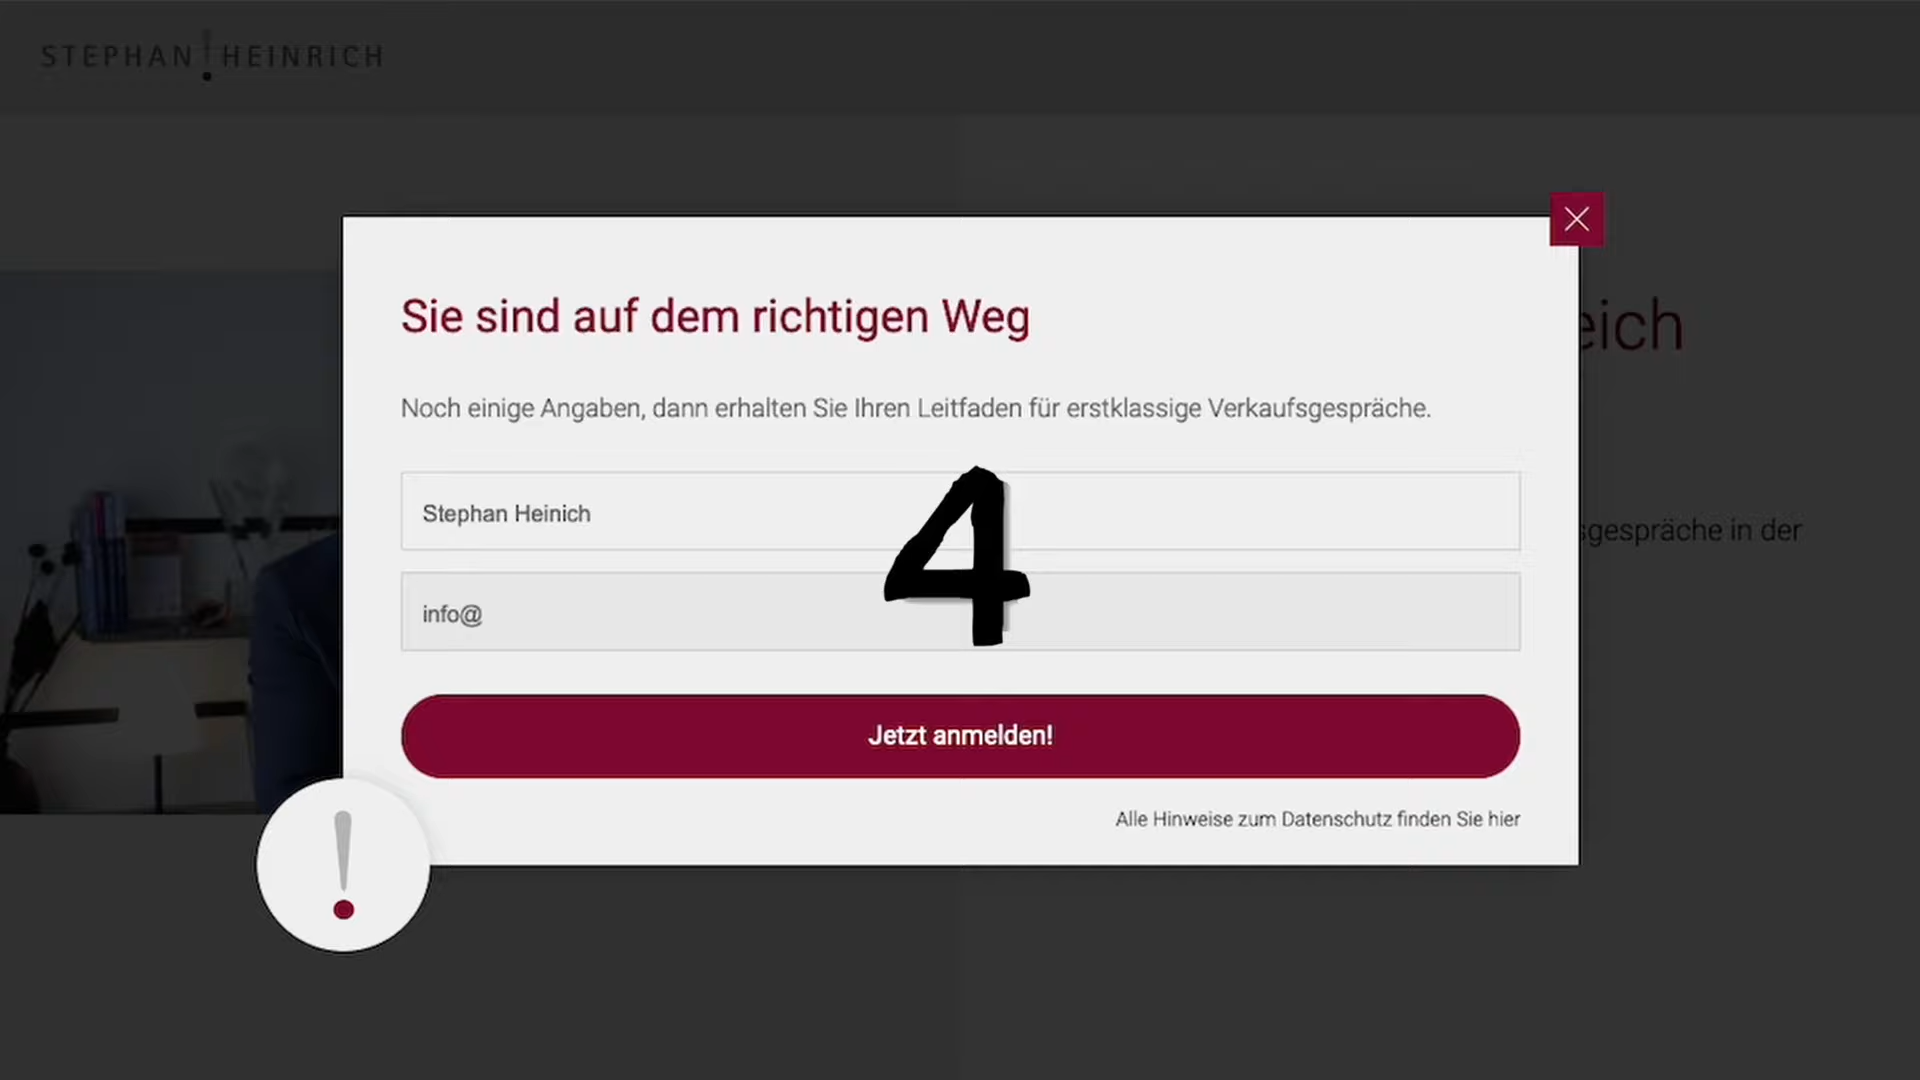 STEPHAN HEINRICH
Sie sind auf dem richtigen Weg
eich
Noch einige Angaben, dann erhalten Sie Ihren Leitfaden für erstklassige Verkaufsgespräche.
Stephan Heinich
sgespräche in der
4
info@
Jetzt anmelden!
Alle Hinweise zum Datenschutz finden Sie hier